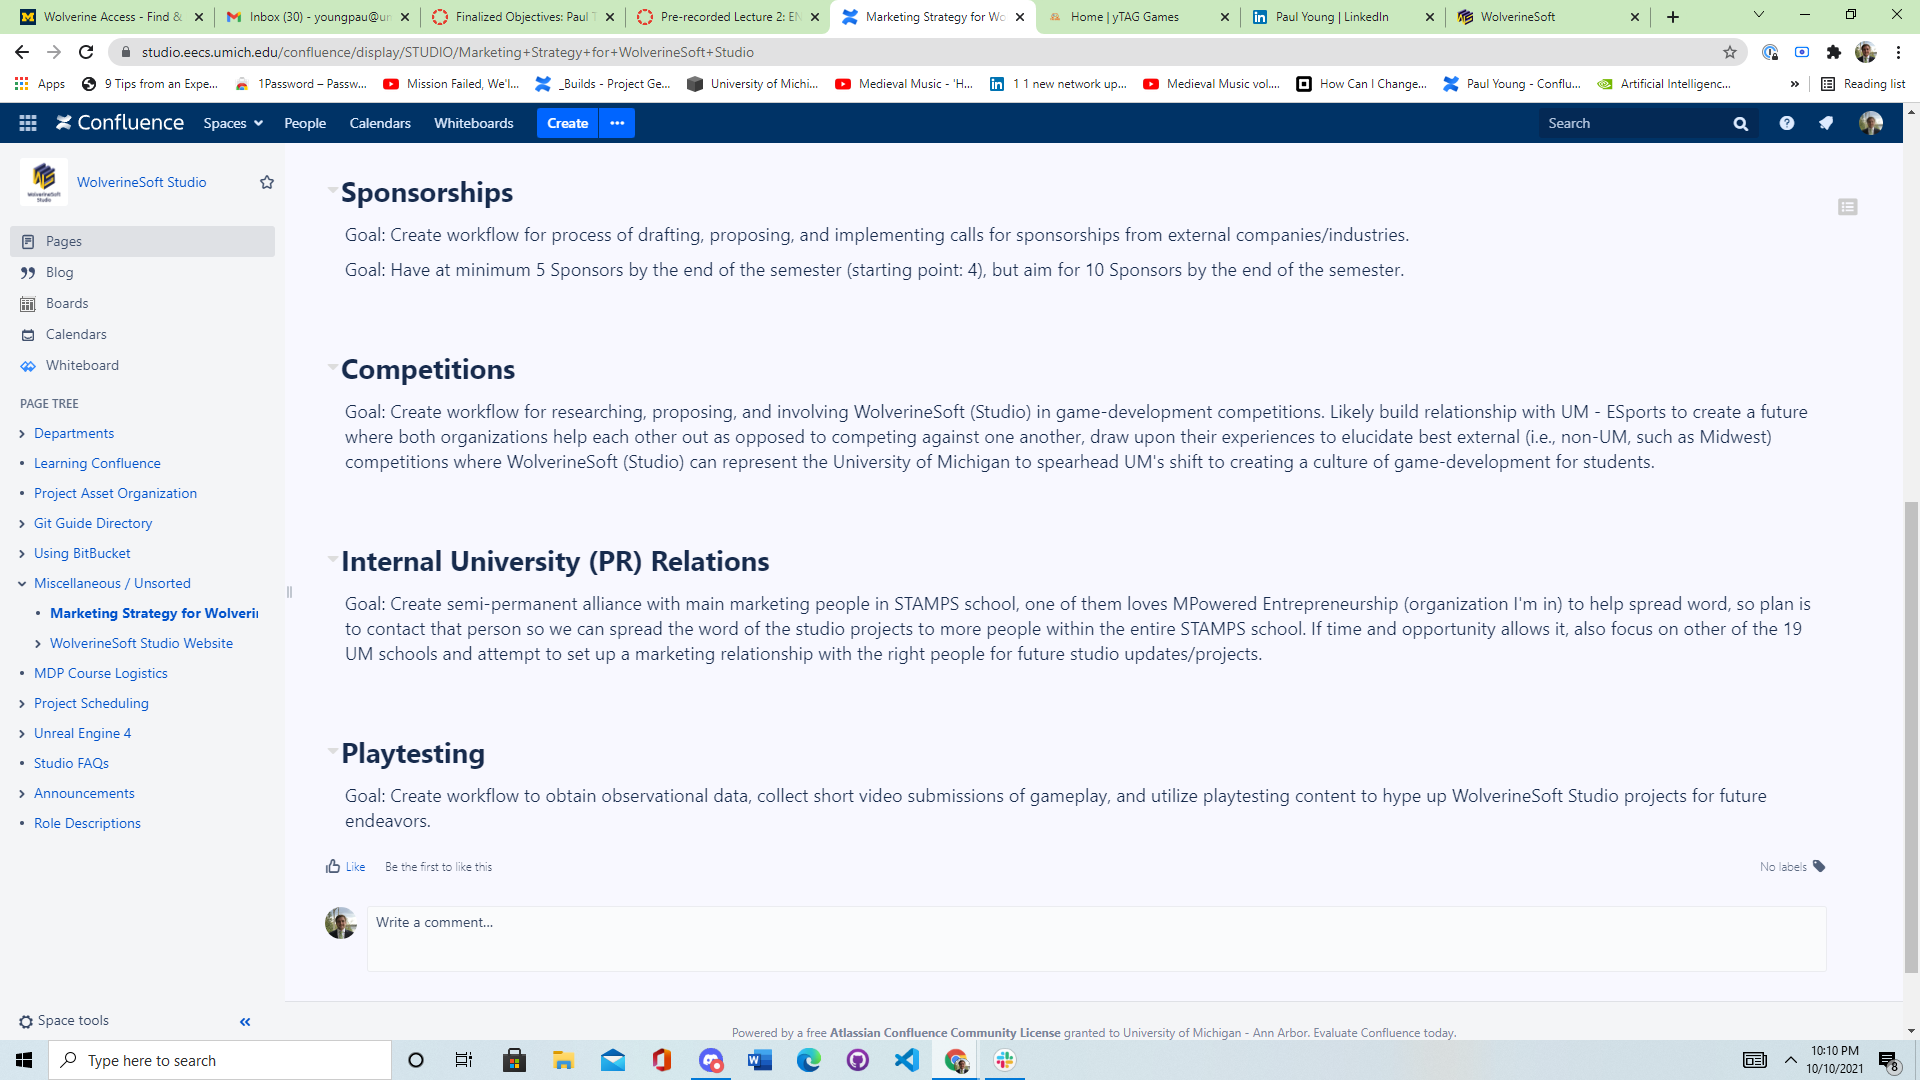 Wolverine Access - Find &
Inbox (30) - youngpau@un
Finalized Objectives: Paul T
Pre-recorded Lecture 2: EN
Marketing Strategy for Wo
Home | yTAG Games
Paul Young | LinkedIn
WolverineSoft
studio.eecs.umich.edu/confluence/display/STUDIO/Marketing+Strategy+for+WolverineSoft+Studio
Apps
9 Tips from an Expe...
1Password – Passw...
Mission Failed, We'l...
_Builds - Project Ge...
University of Michi...
Medieval Music - 'H...
1 1 new network up...
Medieval Music vol....
How Can I Change...
Paul Young - Conflu...
Artificial Intelligenc...
»
Reading list
Confluence
Spaces
People
Calendars
Whiteboards
Create
Search
WolverineSoft Studio
Pages
Blog
Boards
Calendars
Whiteboard
PAGE TREE
Departments
Learning Confluence
Project Asset Organization
Git Guide Directory
Using BitBucket
Miscellaneous / Unsorted
Marketing Strategy for Wolverin
WolverineSoft Studio Website
MDP Course Logistics
Project Scheduling
Unreal Engine 4
Studio FAQs
Announcements
Role Descriptions
Space tools
Sponsorships
Goal: Create workflow for process of drafting, proposing, and implementing calls for sponsorships from external companies/industries.
Goal: Have at minimum 5 Sponsors by the end of the semester (starting point: 4), but aim for 10 Sponsors by the end of the semester.
Competitions
Goal: Create workflow for researching, proposing, and involving WolverineSoft (Studio) in game-development competitions. Likely build relationship with UM - ESports to create a future
where both organizations help each other out as opposed to competing against one another, draw upon their experiences to elucidate best external (i.e., non-UM, such as Midwest)
competitions where WolverineSoft (Studio) can represent the University of Michigan to spearhead UM's shift to creating a culture of game-development for students.
Internal University (PR) Relations
Goal: Create semi-permanent alliance with main marketing people in STAMPS school, one of them loves MPowered Entrepreneurship (organization I'm in) to help spread word, so plan is
to contact that person so we can spread the word of the studio projects to more people within the entire STAMPS school. If time and opportunity allows it, also focus on other of the 19
UM schools and attempt to set up a marketing relationship with the right people for future studio updates/projects.
Playtesting
Goal: Create workflow to obtain observational data, collect short video submissions of gameplay, and utilize playtesting content to hype up WolverineSoft Studio projects for future
endeavors.
Like
Be the first to like this
No labels
Write a comment...
Powered by a free Atlassian Confluence Community License granted to University of Michigan - Ann Arbor. Evaluate Confluence today.
Type here to search
10:10 PM
10/10/2021
8